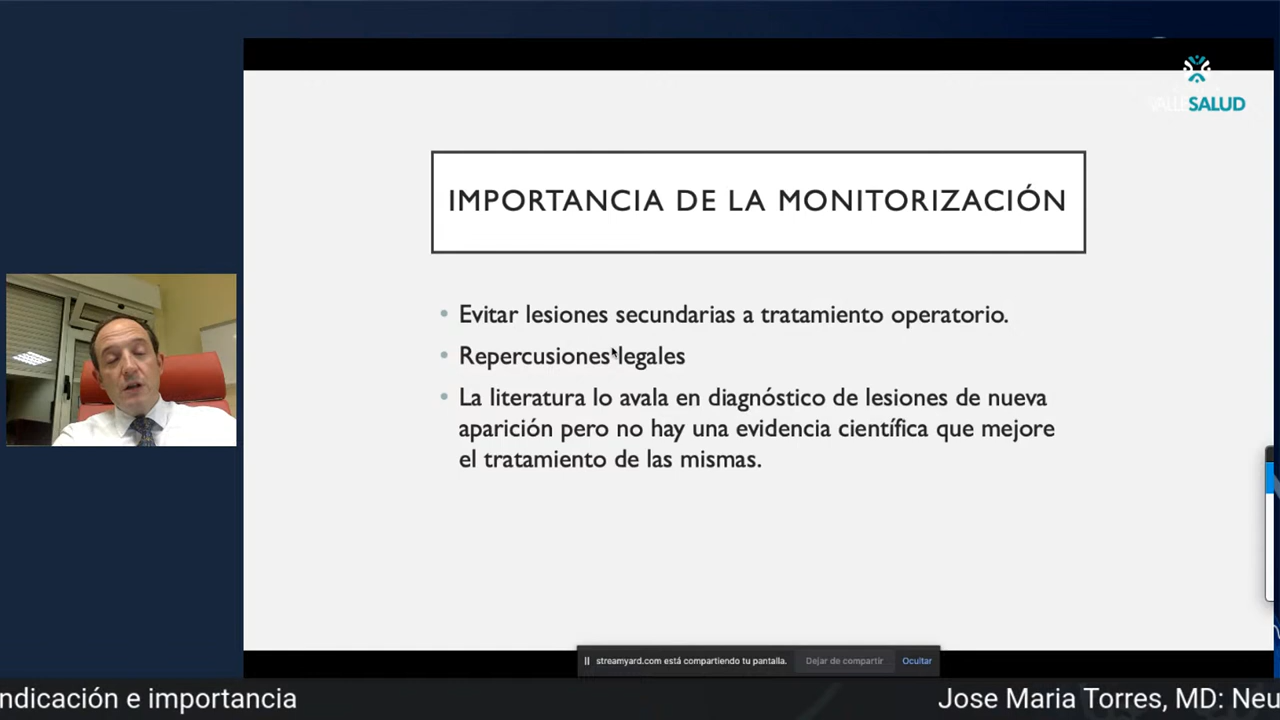 SALUD
IMPORTANCIA DE LA MONITORIZACIÓN
• Evitar lesiones secundarias a tratamiento operatorio.
• Repercusiones legales
• La literatura lo avala en diagnóstico de lesiones de nueva
aparición pero no hay una evidencia científica que mejore
el tratamiento de las mismas.
streamyard.com está compartiendo tu pantalla. Dejar de compartir Ocultar
ndicación e importancia
Jose Maria Torres, MD: Neu